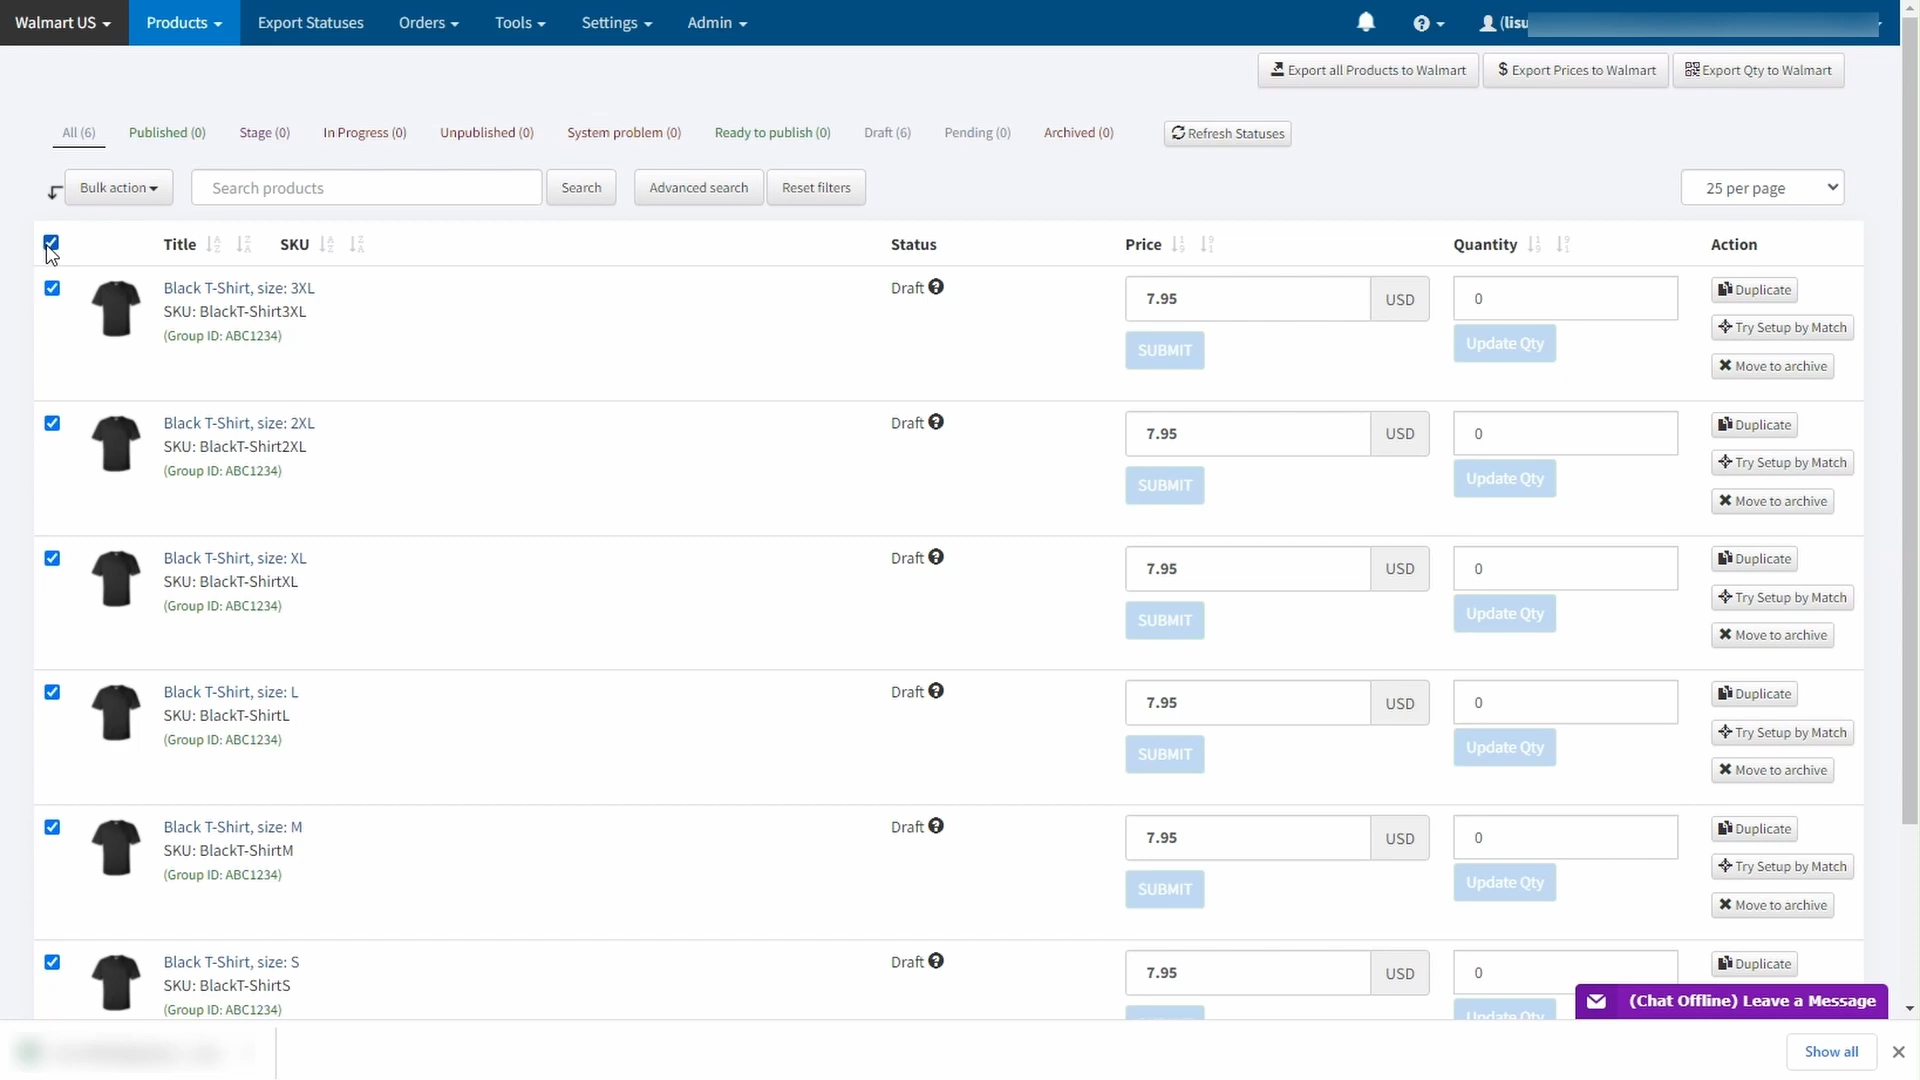 Walmart US Products Export Statuses Orders Tools Settings Admin (lisu
Export all Products to Walmart $ Export Prices to Walmart Export Qty to Walmart
All (6) Published (0) Stage (0) In Progress (0) Unpublished (0) System problem (0) Ready to publish (0) Draft (6) Pending (0) Archived (0) Refresh Statuses
Bulk action Search products Search Advanced search Reset filters 25 per page
Title SKU Status Price Quantity Action
Black T-Shirt, size: 3XL Draft 7.95 USD 0 Duplicate
SKU: BlackT-Shirt3XL
(Group ID: ABC1234) SUBMIT Update Qty Try Setup by Match
Move to archive
Black T-Shirt, size: 2XL Draft 7.95 USD 0 Duplicate
SKU: BlackT-Shirt2XL
(Group ID: ABC1234) SUBMIT Update Qty Try Setup by Match
Move to archive
Black T-Shirt, size: XL Draft 7.95 USD 0 Duplicate
SKU: BlackT-ShirtXL
(Group ID: ABC1234) SUBMIT Update Qty Try Setup by Match
Move to archive
Black T-Shirt, size: L Draft 7.95 USD 0 Duplicate
SKU: BlackT-ShirtL
(Group ID: ABC1234) SUBMIT Update Qty Try Setup by Match
Move to archive
Black T-Shirt, size: M Draft 7.95 USD 0 Duplicate
SKU: BlackT-ShirtM
(Group ID: ABC1234) SUBMIT Update Qty Try Setup by Match
Move to archive
Black T-Shirt, size: S Draft 7.95 USD 0 Duplicate
SKU: BlackT-ShirtS
(Group ID: ABC1234) Update Qty
(Chat Offline) Leave a Message
Show all